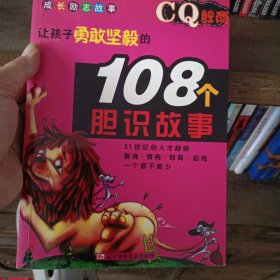 成长励志故事
CQ胆商
让孩子勇敢坚毅的
108个
胆识故事
21世纪的人才趋势
智商·情商·财商·胆商
一个都不能少